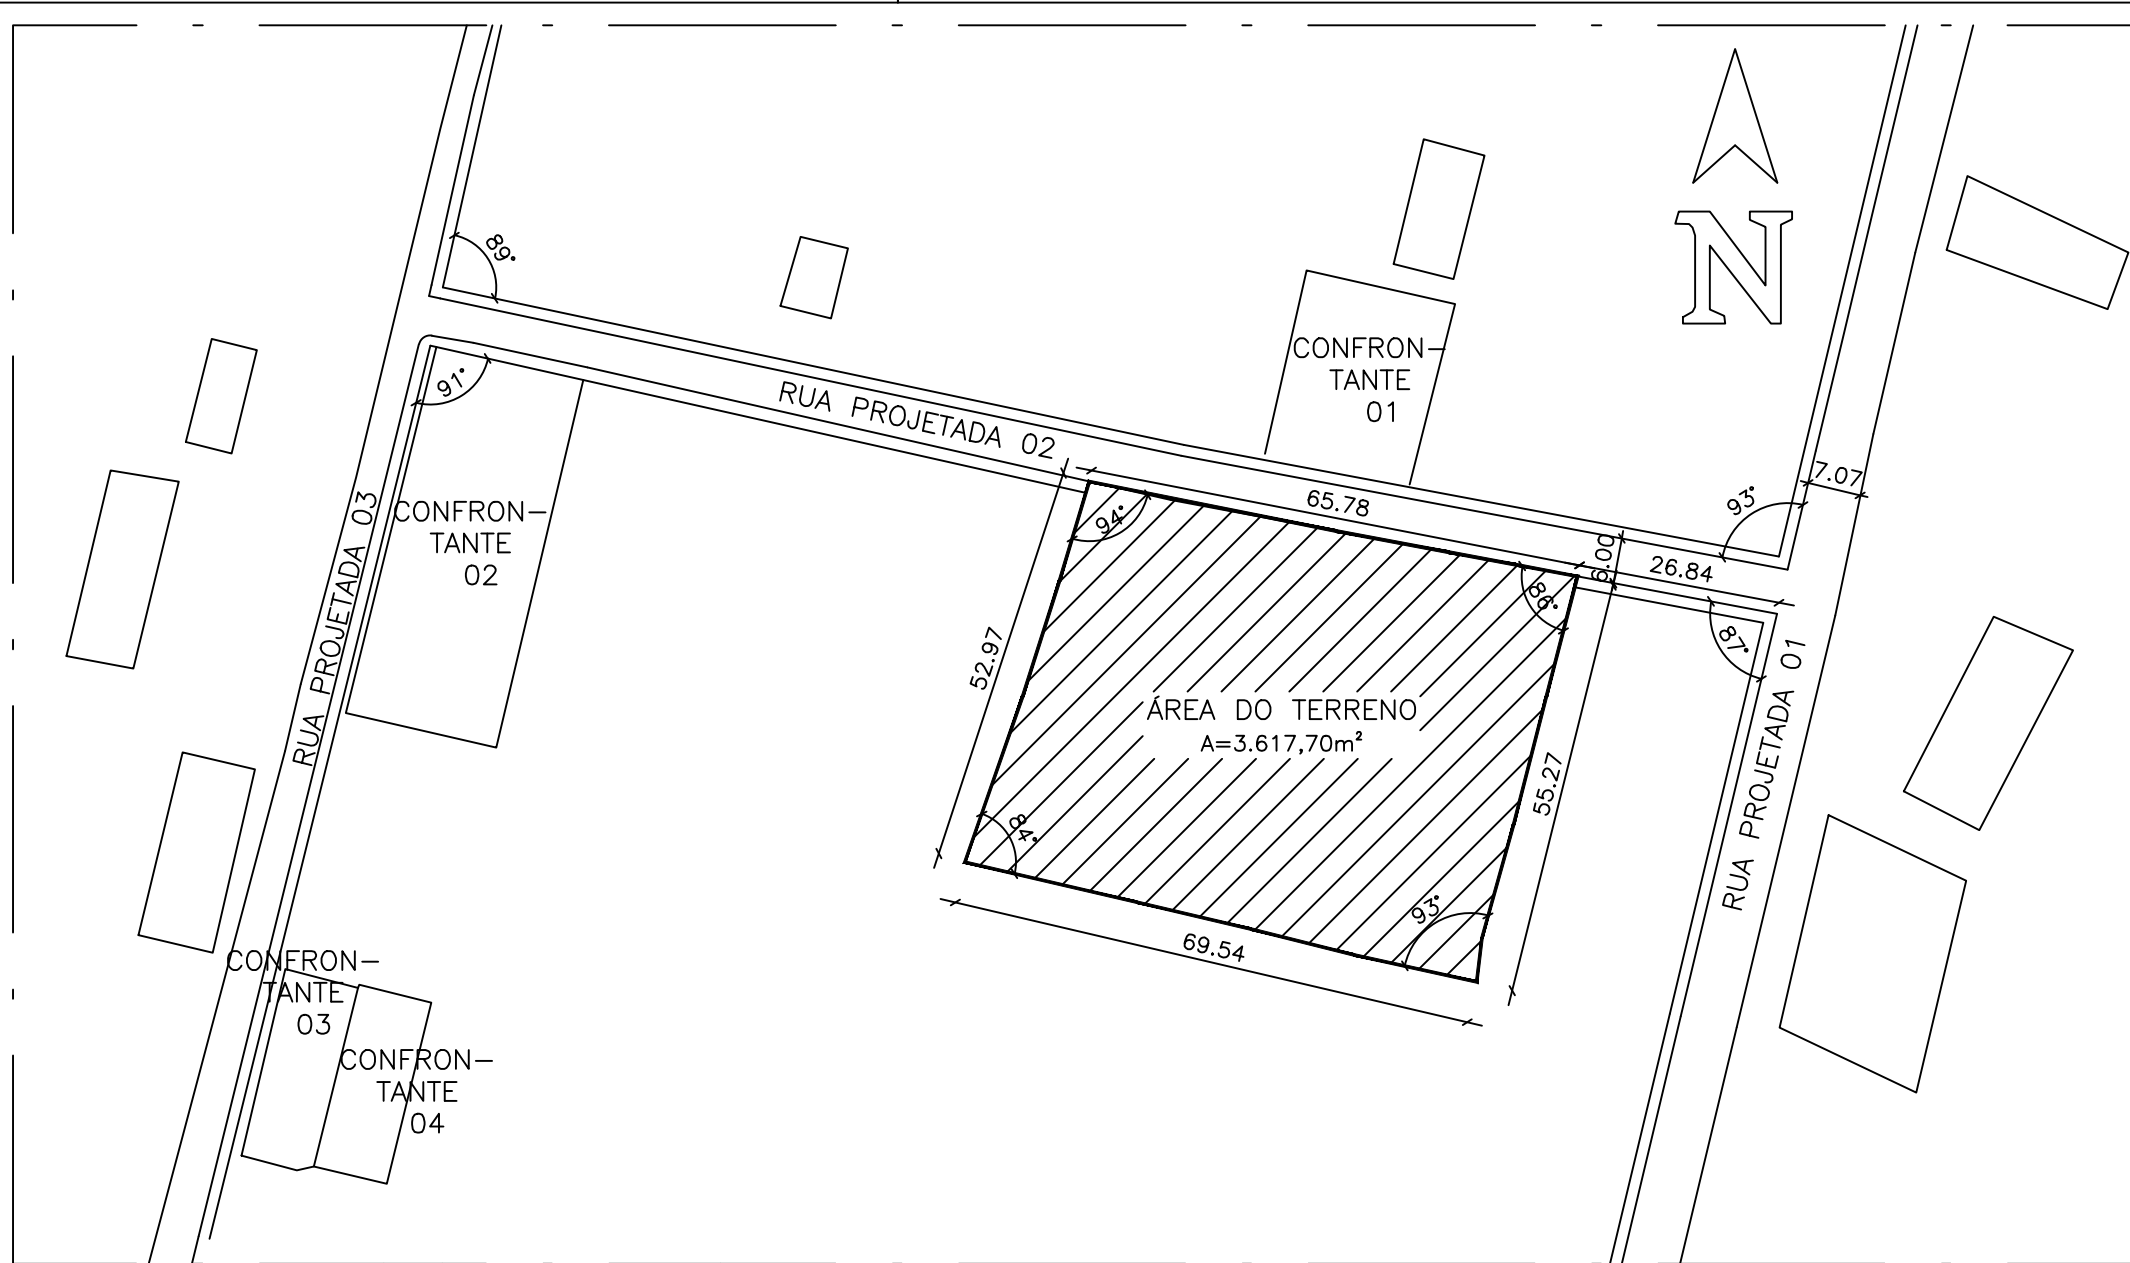 N
89°
CONFRON-
TANTE
01
91°
RUA PROJETADA 02
7.07
93°
65.78
94°
6.00
26.84
CONFRON-
TANTE
02
RUA PROJETADA 03
86°
87°
52.97
ÁREA DO TERRENO
A=3.617,70m²
55.27
RUA PROJETADA 01
84°
93°
69.54
CONFRON-
TANTE
03
CONFRON-
TANTE
04